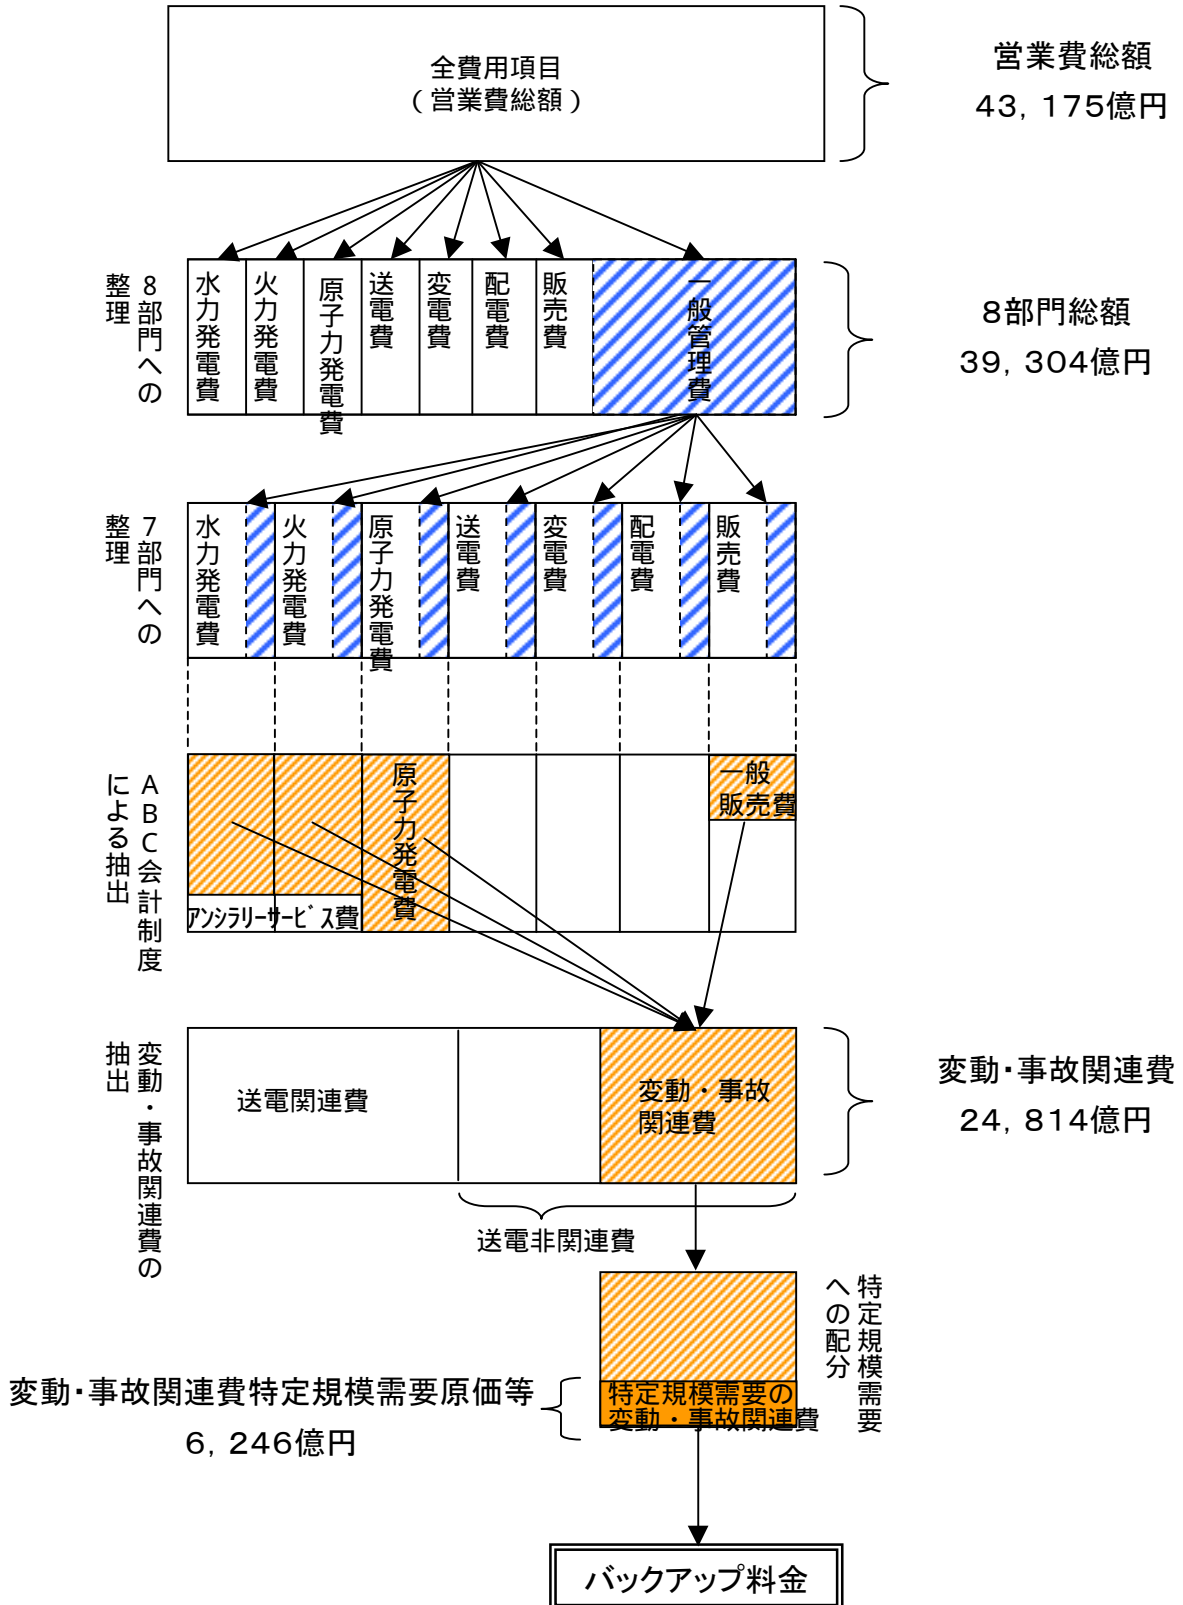 全費用項目
（営業費総額）
営業費総額
43，175億円
8部門への
整理
水力発電費
火力発電費
原子力発電費
送電費
変電費
配電費
販売費
一般管理費
8部門総額
39，304億円
7部門への
整理
水力発電費
火力発電費
原子力発電費
送電費
変電費
配電費
販売費
ABC会計制度
による抽出
原子力発電費
一般
販売費
アンシラリーサービス費
変動・事故関連費の
抽出
送電関連費
変動・事故
関連費
変動・事故関連費
24，814億円
送電非関連費
特定規模需要
への配分
変動・事故関連費特定規模需要原価等
6，246億円
特定規模需要の
変動・事故関連費
バックアップ料金